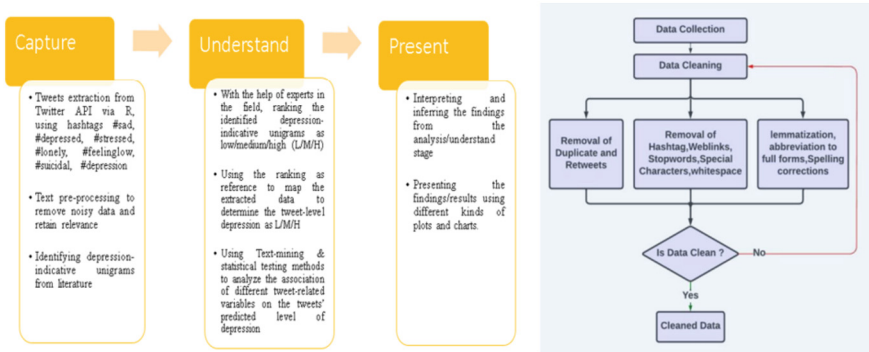 Capture
• Tweets extraction from
Twitter API via R,
using hashtags #sad,
#depressed, #stressed,
#lonely, #feelinglow,
#suicidal, #depression
• Text pre-processing to
remove noisy data and
retain relevance
• Identifying depression-
indicative unigrams
from literature
Understand
• With the help of experts in
the field, ranking the
identified depression-
indicative unigrams as
low/medium/high (L/M/H)
• Using the ranking as
reference to map the
extracted data to
determine the tweet-level
depression as L/M/H
• Using Text-mining &
statistical testing methods
to analyze the association
of different tweet-related
variables on the tweets'
predicted level of
depression
Present
• Interpreting and
inferring the findings
from the
analysis/understand
stage
• Presenting the
findings/results using
different kinds of
plots and charts.
Data Collection
Data Cleaning
Removal of
Duplicate and
Retweets
Removal of
Hashtag,Weblinks,
Stopwords,Special
Characters,whitespace
lemmatization,
abbreviation to
full forms,Spelling
corrections
Is Data Clean ?
No
Yes
Cleaned Data